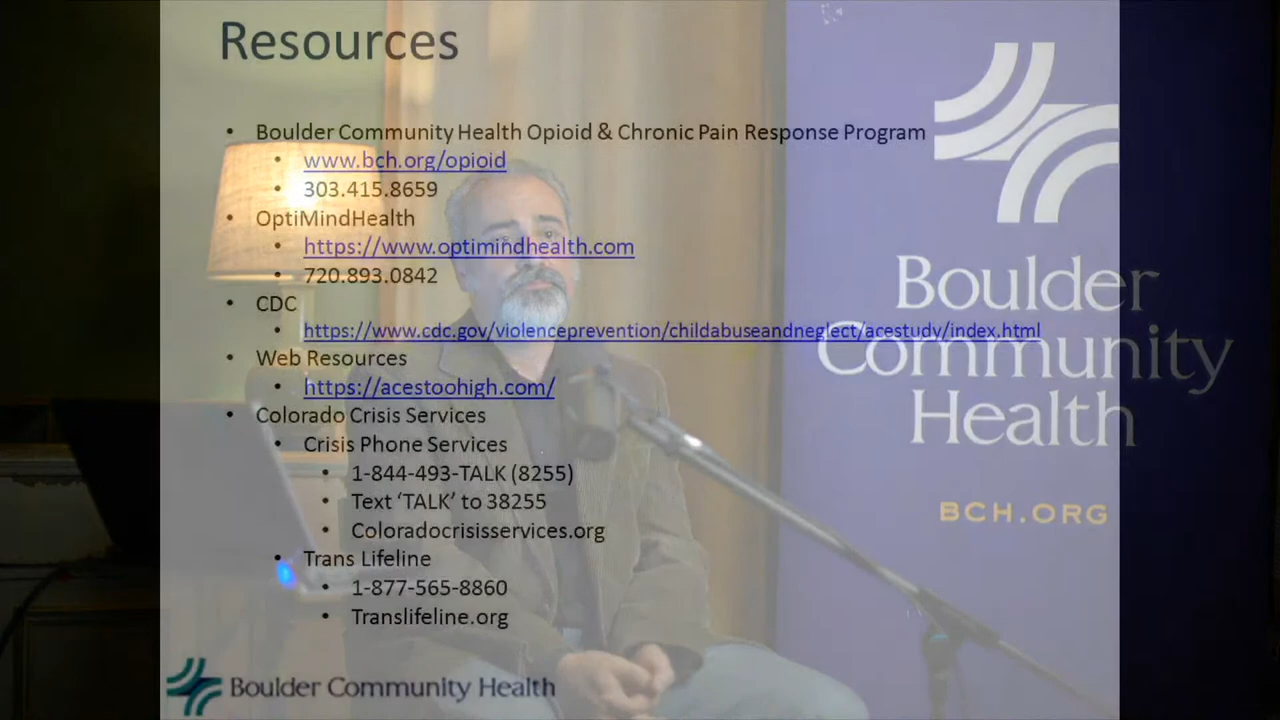 Resources
• Boulder Community Health Opioid & Chronic Pain Response Program
• www.bch.org/opioid
• 303.415.8659
• OptiMindHealth
• https://www.optimindhealth.com
• 720.893.0842
• CDC
• https://www.cdc.gov/violenceprevention/childabuseandneglect/acestudy/index.html
• Web Resources
• https://acestoohigh.com/
• Colorado Crisis Services
• Crisis Phone Services
• 1-844-493-TALK (8255)
• Text ‘TALK’ to 38255
• Coloradocrisisservices.org
• Trans Lifeline
• 1-877-565-8860
• Translifeline.org
Boulder Community Health
Boulder
Community
Health
BCH.ORG